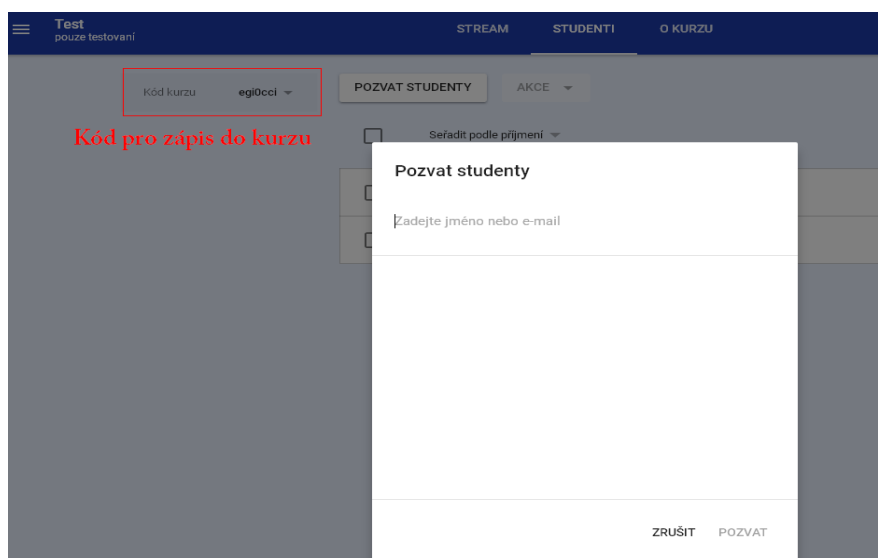 Test
pouze testovaní
STREAM STUDENTI O KURZU
Kód kurzu egi0cci
POZVAT STUDENTY AKCE
Kód pro zápis do kurzu
Seřadit podle příjmení
Pozvat studenty
Zadejte jméno nebo e-mail
ZRUŠIT POZVAT